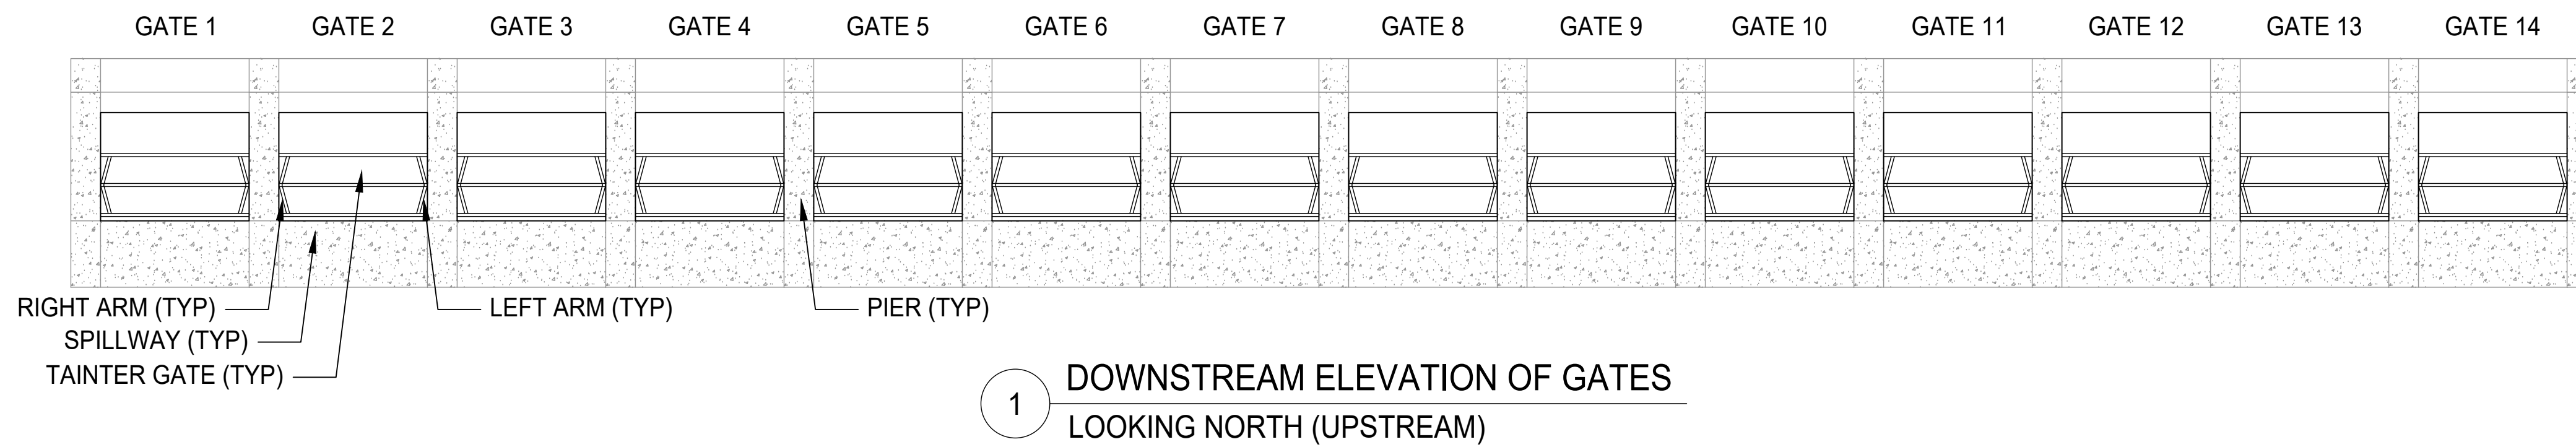 GATE 1 GATE 2 GATE 3 GATE 4 GATE 5 GATE 6 GATE 7 GATE 8 GATE 9 GATE 10 GATE 11 GATE 12 GATE 13 GATE 14
RIGHT ARM (TYP) LEFT ARM (TYP) PIER (TYP)
SPILLWAY (TYP)
TAINTER GATE (TYP)
1 DOWNSTREAM ELEVATION OF GATES
LOOKING NORTH (UPSTREAM)